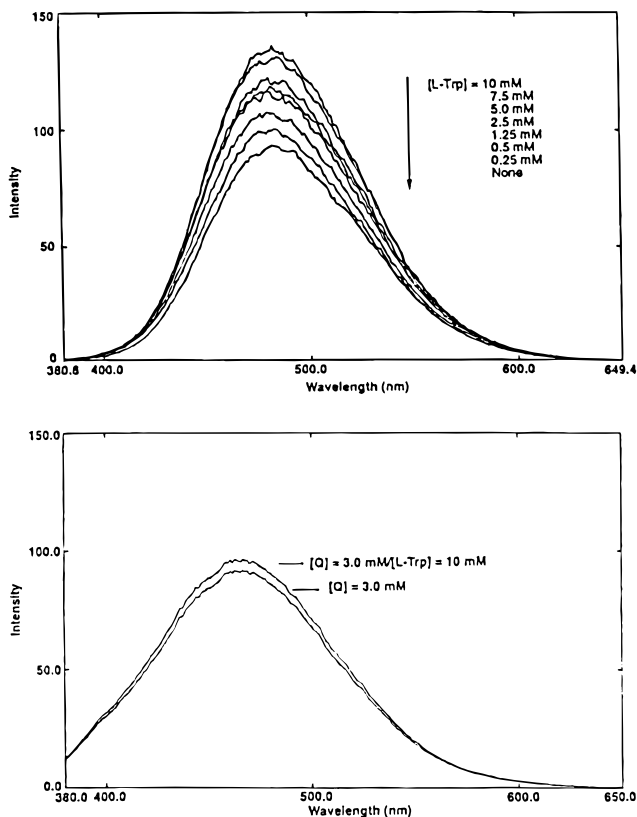 150
100
50
0
Intensity
[L-Trp] = 10 mM
7.5 mM
5.0 mM
2.5 mM
1.25 mM
0.5 mM
0.25 mM
None
380.6 400.0 500.0 600.0 649.4
Wavelength (nm)
150.0
100.0
50.0
0.0
Intensity
[Q] = 3.0 mM/[L-Trp] = 10 mM
[Q] = 3.0 mM
380.0 400.0 500.0 600.0 650.0
Wavelength (nm)